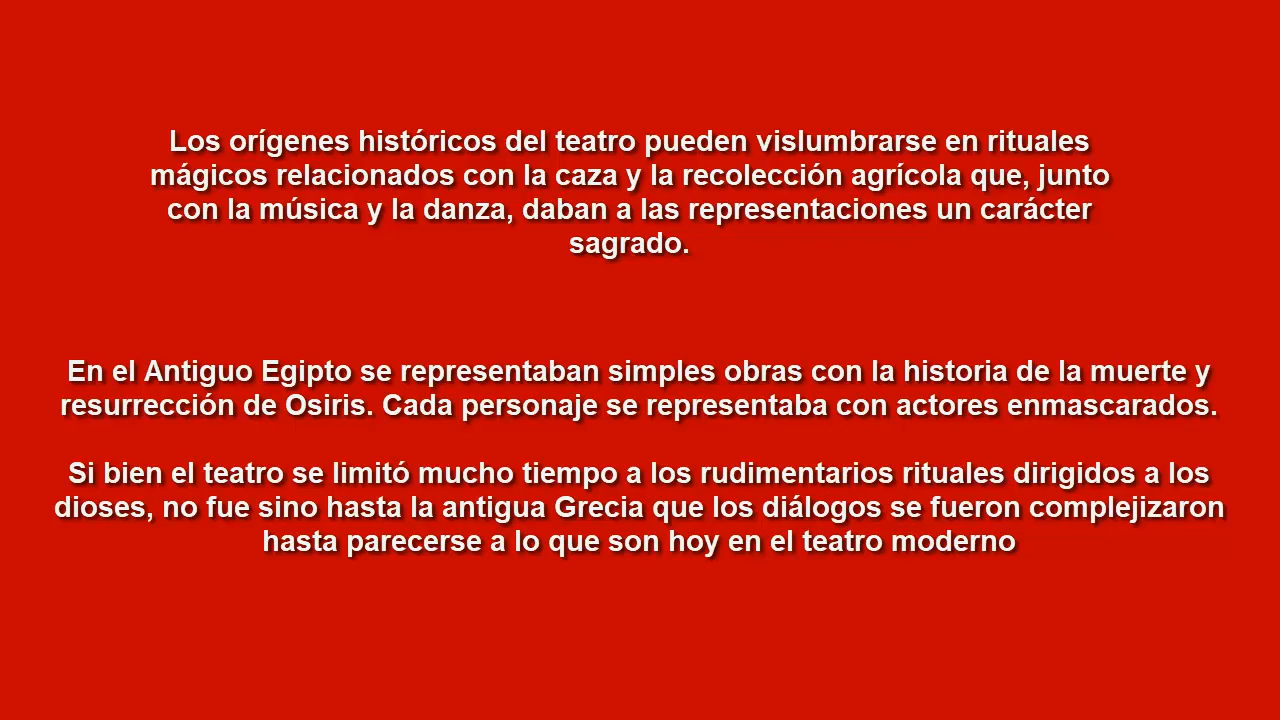 Los orígenes históricos del teatro pueden vislumbrarse en rituales
mágicos relacionados con la caza y la recolección agrícola que, junto
con la música y la danza, daban a las representaciones un carácter
sagrado.
En el Antiguo Egipto se representaban simples obras con la historia de la muerte y
resurrección de Osiris. Cada personaje se representaba con actores enmascarados.
Si bien el teatro se limitó mucho tiempo a los rudimentarios rituales dirigidos a los
dioses, no fue sino hasta la antigua Grecia que los diálogos se fueron complejizaron
hasta parecerse a lo que son hoy en el teatro moderno